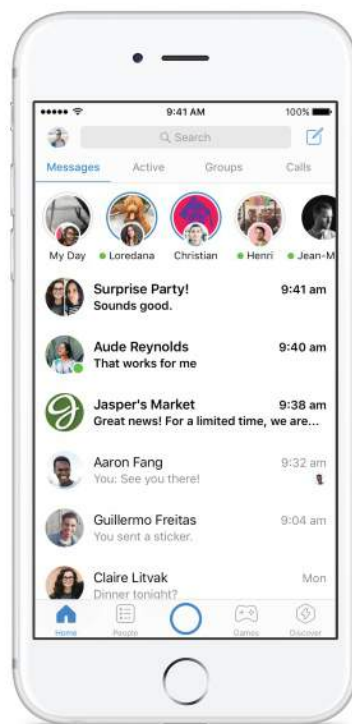 9:41 AM
100%
Search
Messages Active Groups Calls
My Day Loredana Christian Henri Jean-M
Surprise Party! 9:41 am
Sounds good.
Aude Reynolds 9:40 am
That works for me
Jasper's Market 9:38 am
Great news! For a limited time, we are...
Aaron Fang 9:32 am
You: See you there!
Guillermo Freitas 9:04 am
You sent a sticker.
Claire Litvak Mon
Dinner tonight?
Home People Games Discover